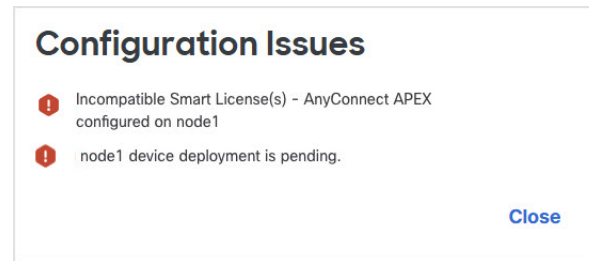 Configuration Issues
Incompatible Smart License(s) - AnyConnect APEX
configured on node1
node1 device deployment is pending.
Close